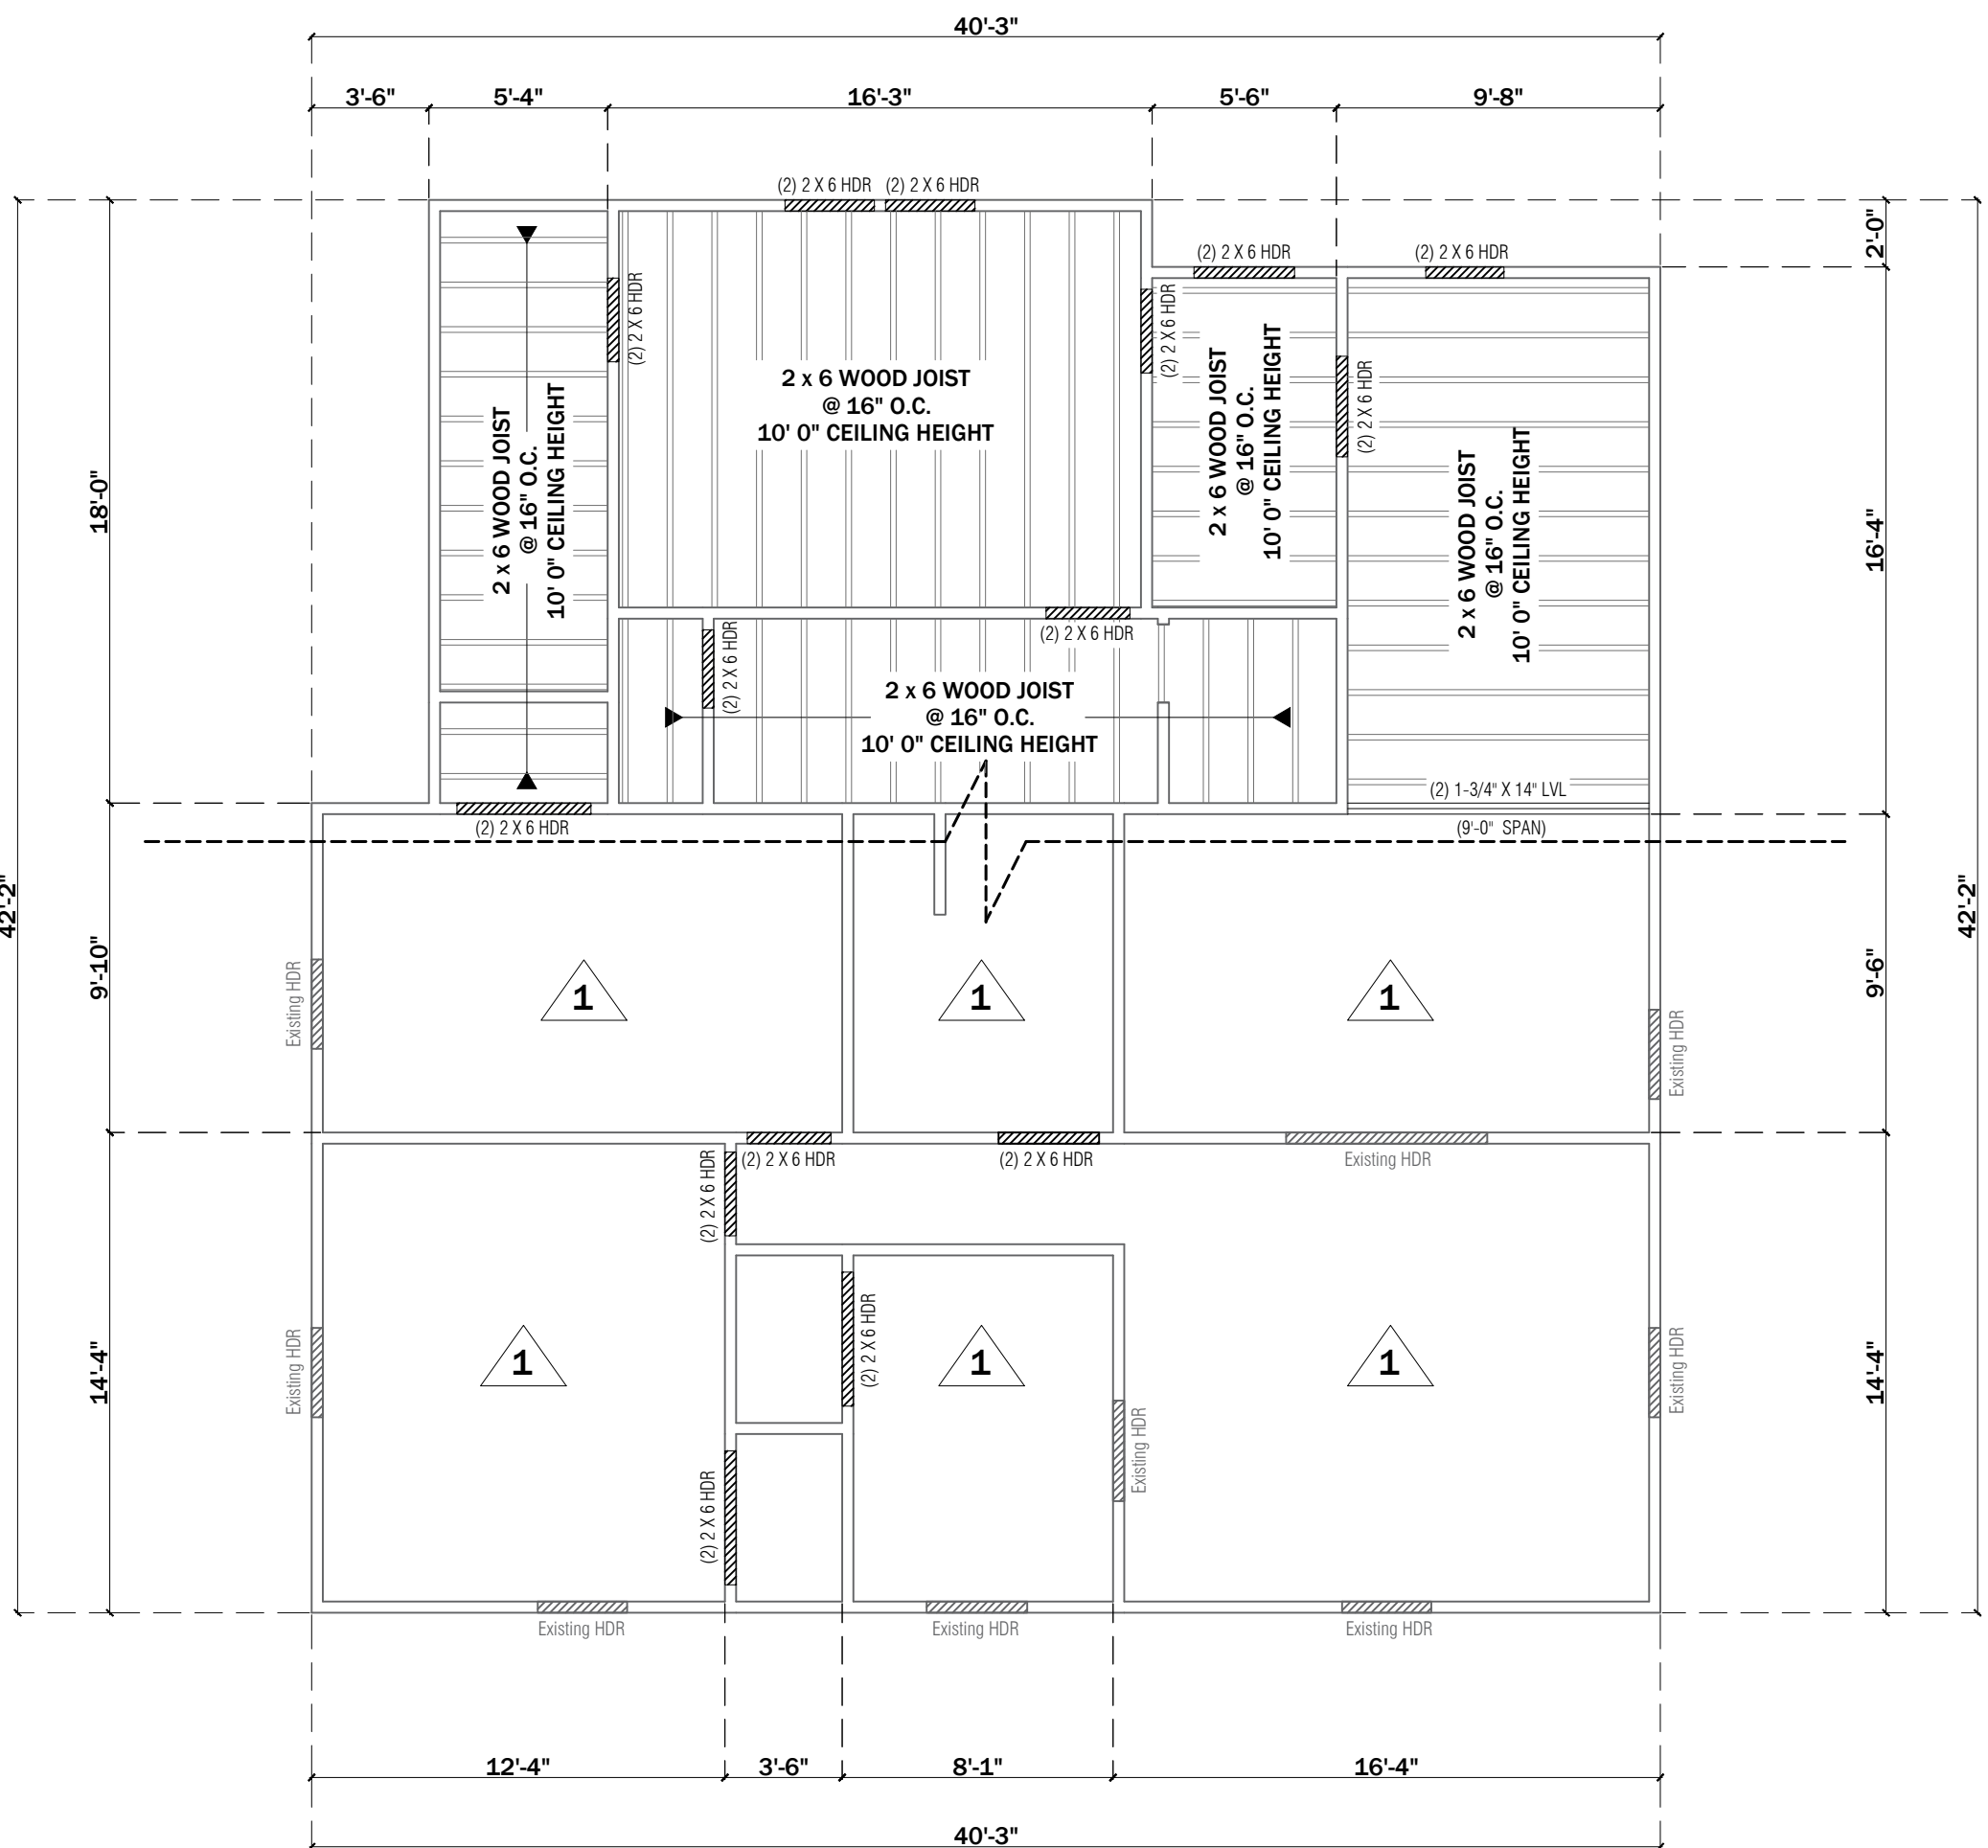 40'-3"
3'-6"
5'-4"
16'-3"
5'-6"
9'-8"
(2) 2 X 6 HDR
(2) 2 X 6 HDR
2'-0"
(2) 2 X 6 HDR
(2) 2 X 6 HDR
(2) 2 X 6 HDR
(2) 2 X 6 HDR
(2) 2 X 6 HDR
2 x 6 WOOD JOIST
@ 16" O.C.
10' 0" CEILING HEIGHT
2 x 6 WOOD JOIST
@ 16" O.C.
10' 0" CEILING HEIGHT
2 x 6 WOOD JOIST
@ 16" O.C.
10' 0" CEILING HEIGHT
2 x 6 WOOD JOIST
@ 16" O.C.
10' 0" CEILING HEIGHT
18'-0"
16'-4"
(2) 2 X 6 HDR
(2) 2 X 6 HDR
2 x 6 WOOD JOIST
@ 16" O.C.
10' 0" CEILING HEIGHT
(2) 1-3/4" X 14" LVL
(2) 2 X 6 HDR
(9'-0" SPAN)
42'-2"
42'-2"
9'-10"
9'-6"
Existing HDR
1
1
1
Existing HDR
(2) 2 X 6 HDR
(2) 2 X 6 HDR
Existing HDR
(2) 2 X 6 HDR
14'-4"
14'-4"
Existing HDR
1
(2) 2 X 6 HDR
1
1
Existing HDR
Existing HDR
(2) 2 X 6 HDR
Existing HDR
Existing HDR
Existing HDR
12'-4"
3'-6"
8'-1"
16'-4"
40'-3"